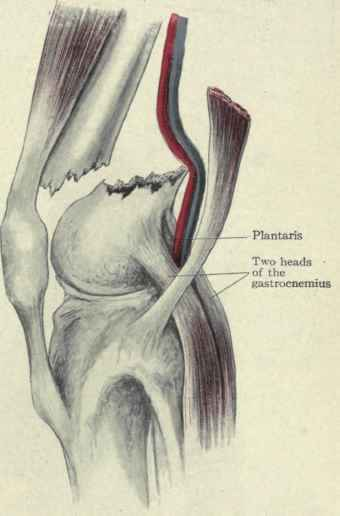 Plantaris
Two heads
of the
gastrocnemius